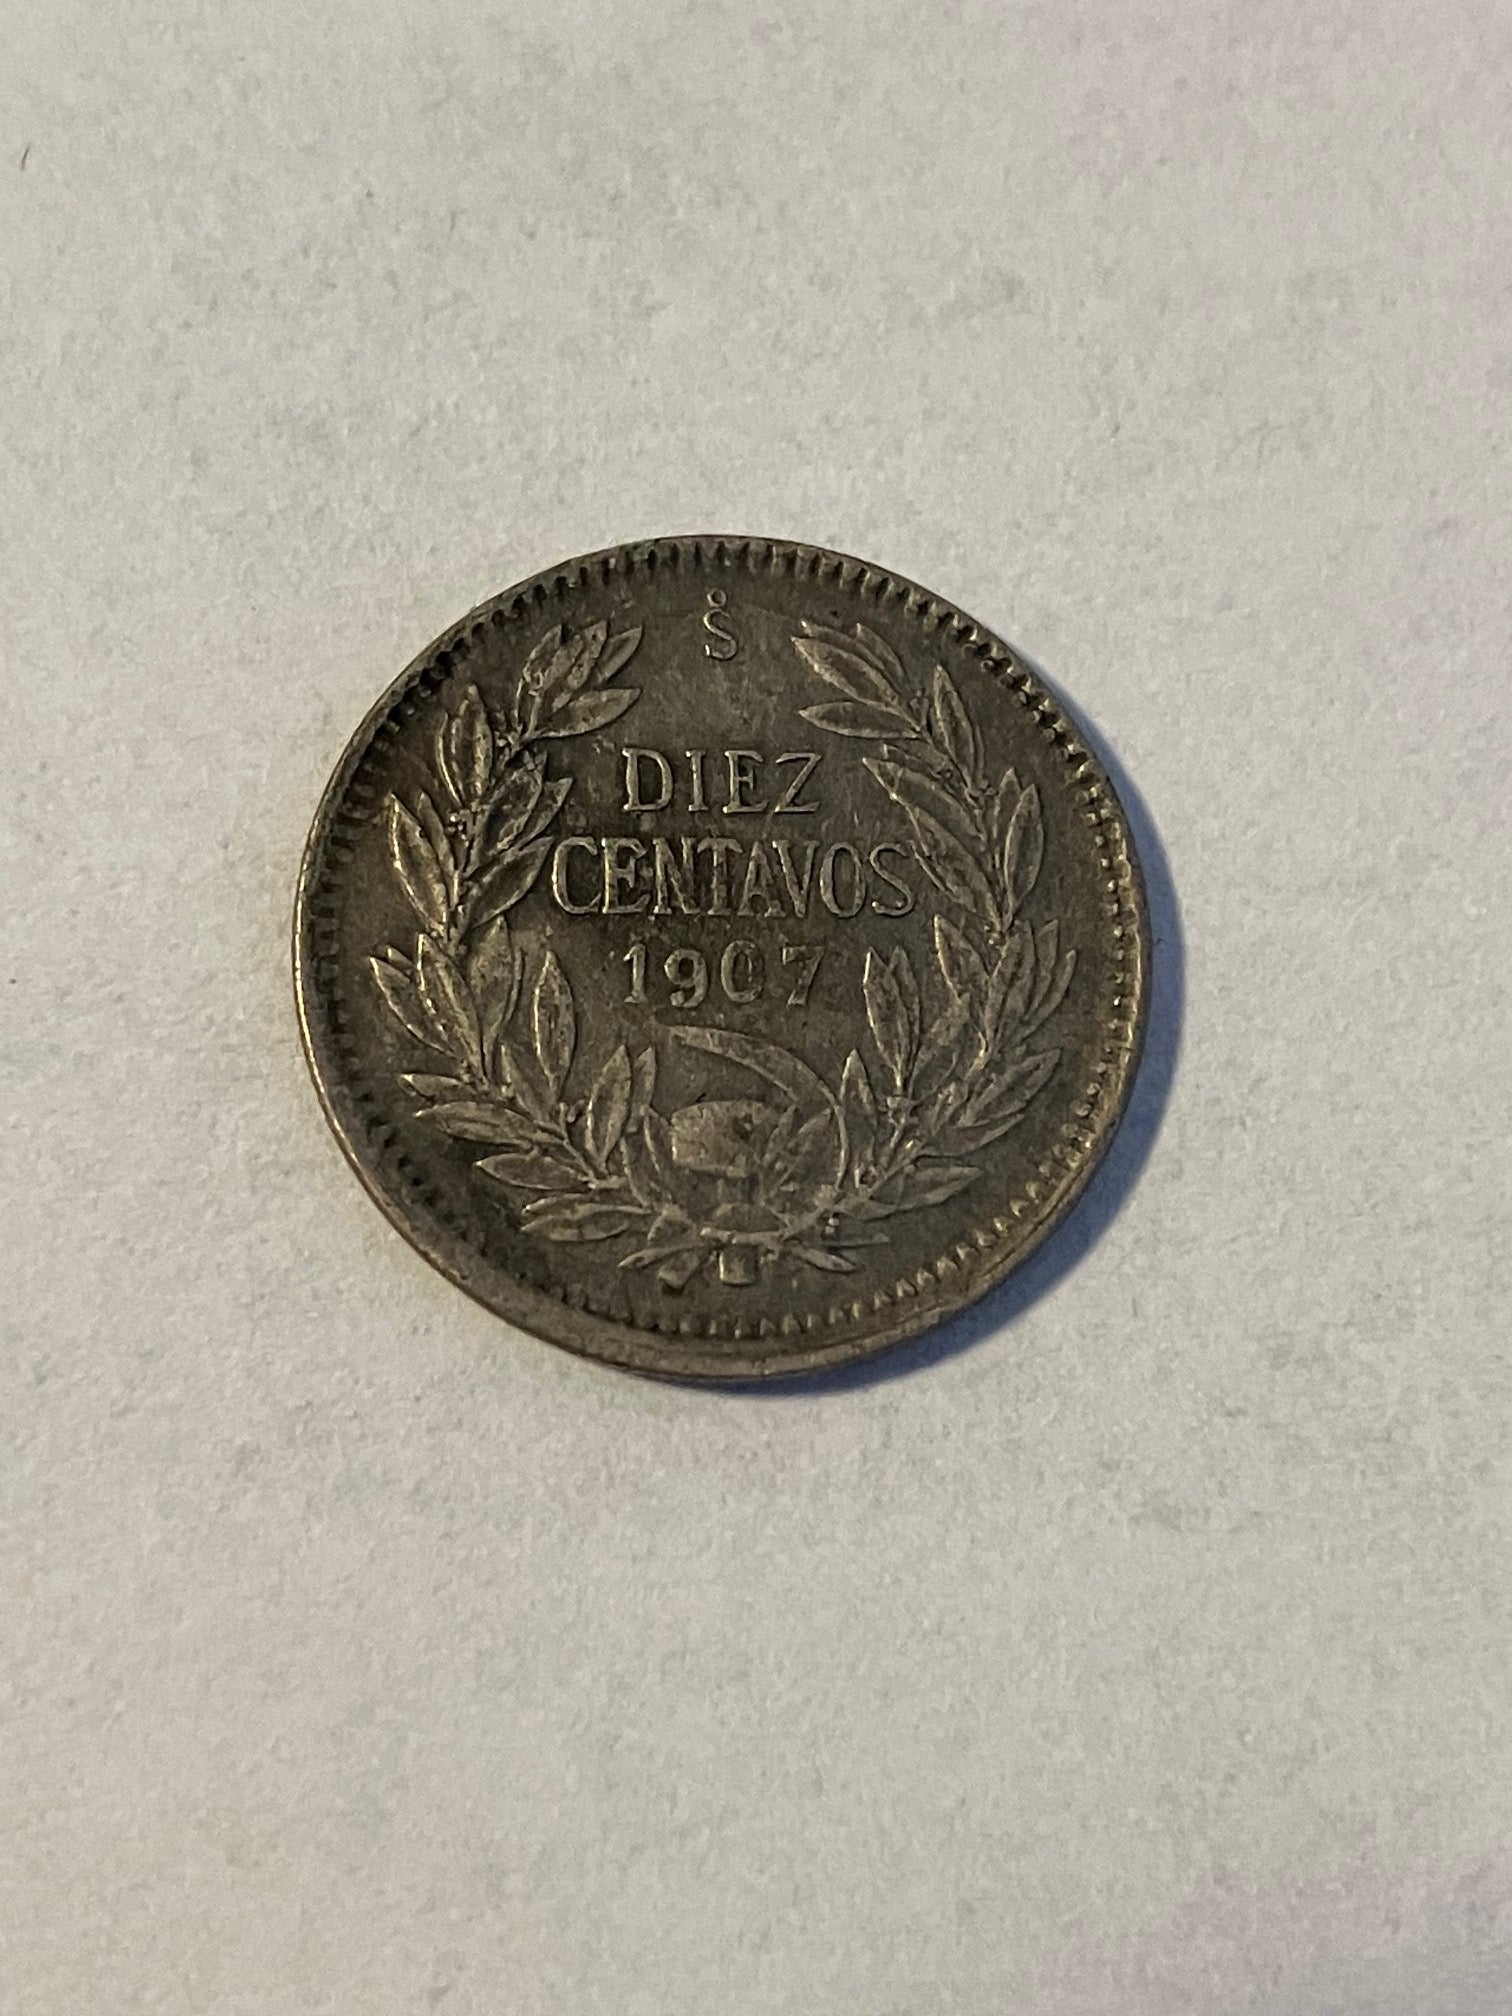 S̊
DIEZ
CENTAVOS
1907